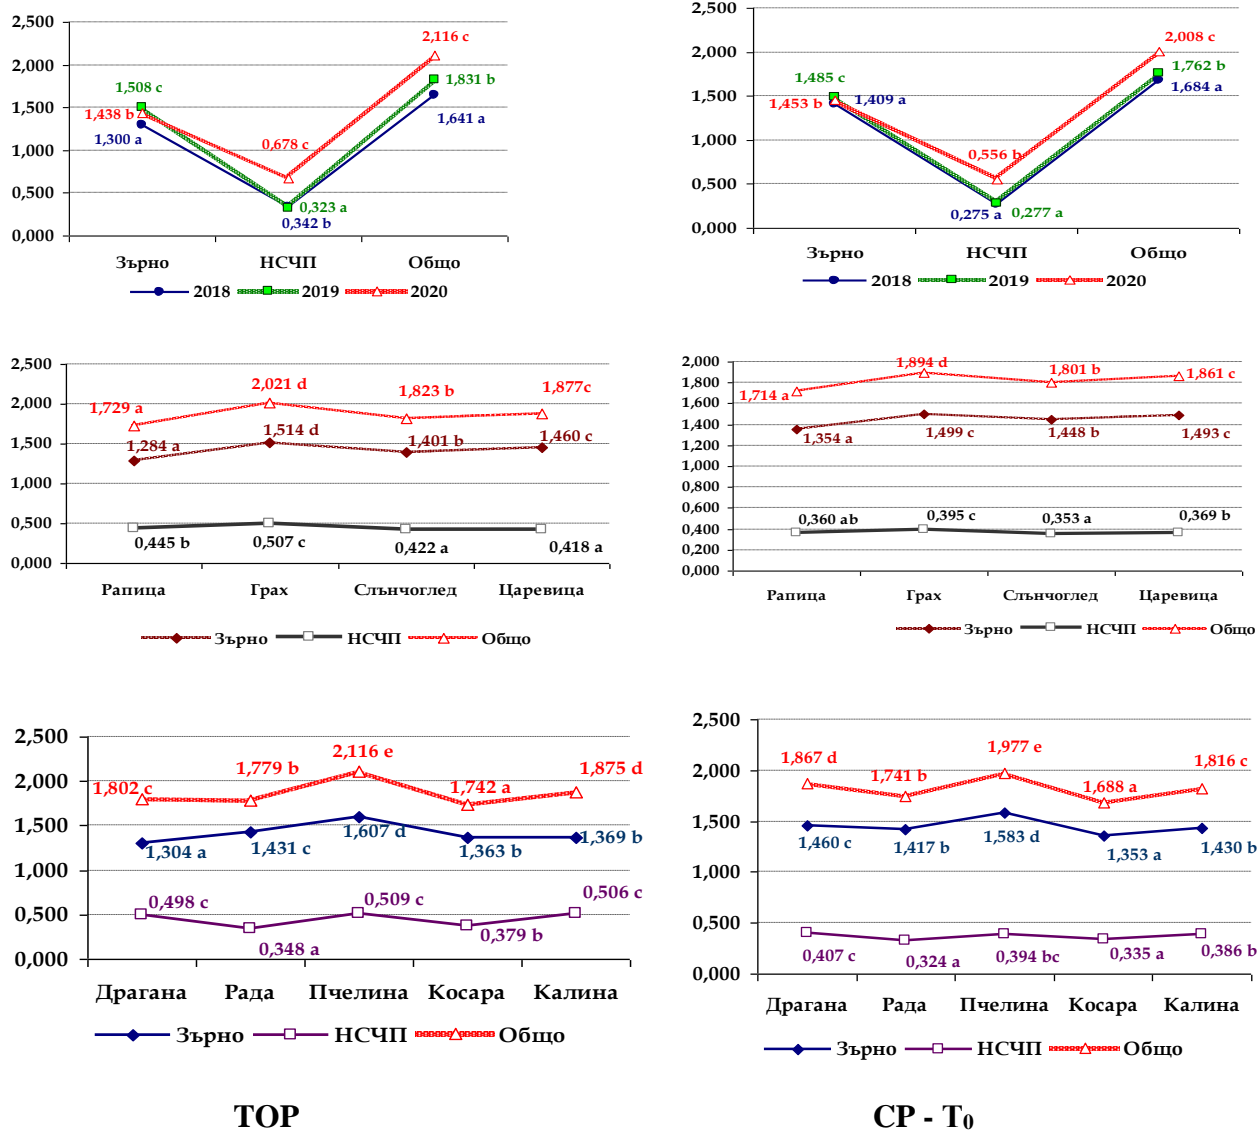 2,500
2,000
1,500
1,000
0,500
0,000
2,116 c
1,831 b
1,641 a
1,508 c
1,438 b
1,300 a
0,678 c
0,323 a
0,342 b
Зърно НСЧП Общо
2018 2019 2020
2,500
2,000
1,500
1,000
0,500
0,000
2,008 c
1,762 b
1,684 a
1,485 c
1,453 b
1,409 a
0,556 b
0,275 a
0,277 a
Зърно НСЧП Общо
2018 2019 2020
2,500
2,000
1,500
1,000
0,500
0,000
1,729 a
2,021 d
1,823 b
1,877c
1,284 a
1,514 d
1,401 b
1,460 c
0,445 b
0,507 c
0,422 a
0,418 a
Рапица Грах Слънчоглед Царевица
Зърно НСЧП Общо
2,000
1,800
1,600
1,400
1,200
1,000
0,800
0,600
0,400
0,200
0,000
1,714 a
1,894 d
1,801 b
1,861 c
1,354 a
1,499 c
1,448 b
1,493 c
0,360 ab
0,395 c
0,353 a
0,369 b
Рапица Грах Слънчоглед Царевица
Зърно НСЧП Общо
2,500
2,000
1,500
1,000
0,500
0,000
1,802 c
1,779 b
2,116 e
1,742 a
1,875 d
1,304 a
1,431 c
1,607 d
1,363 b
1,369 b
0,498 c
0,348 a
0,509 c
0,379 b
0,506 c
Драгана Рада Пчелина Косара Калина
Зърно НСЧП Общо
2,500
2,000
1,500
1,000
0,500
0,000
1,867 d
1,741 b
1,977 e
1,688 a
1,816 c
1,460 c
1,417 b
1,583 d
1,353 a
1,430 b
0,407 c
0,324 a
0,394 bc
0,335 a
0,386 b
Драгана Рада Пчелина Косара Калина
Зърно НСЧП Общо
ТОР
СР - Т₀